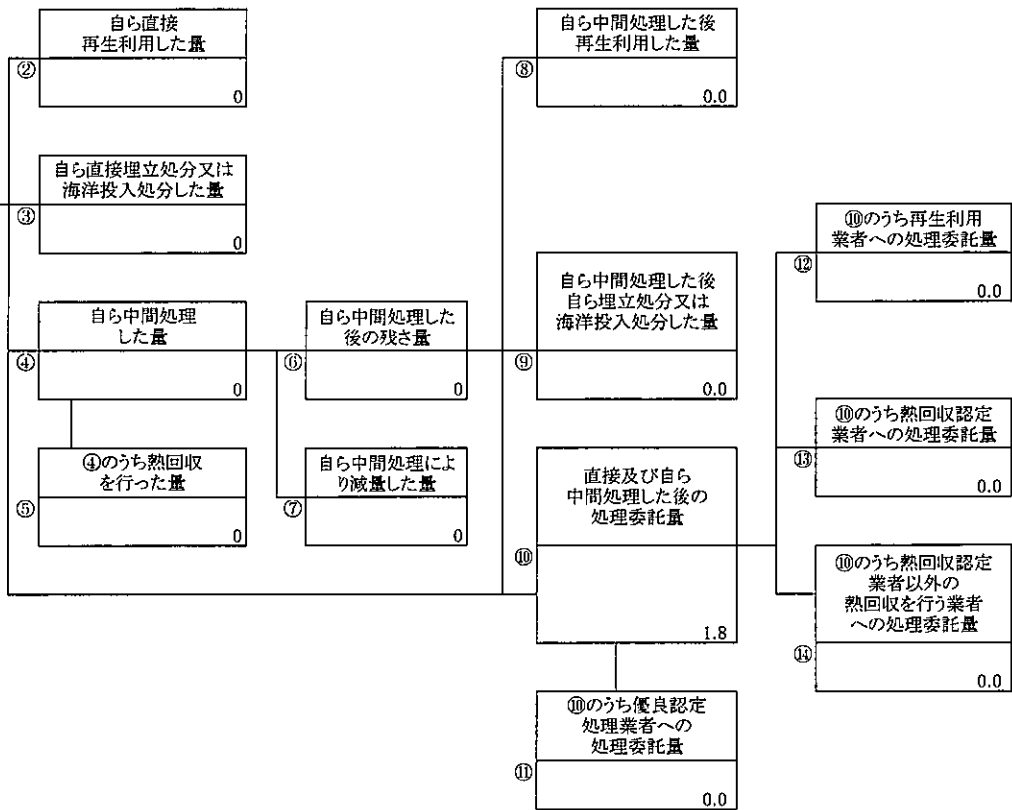 自ら直接
再生利用した量
②
0
自ら直接埋立処分又は
海洋投入処分した量
③
0
自ら中間処理
した量
④
0
④のうち熱回収
を行った量
⑤
0
自ら中間処理した
後の残さ量
⑥
0
自ら中間処理によ
り減量した量
⑦
0
自ら中間処理した後
再生利用した量
⑧
0.0
自ら中間処理した後
自ら埋立処分又は
海洋投入処分した量
⑨
0.0
直接及び自ら
中間処理した後の
処理委託量
⑩
1.8
⑩のうち優良認定
処理業者への
処理委託量
⑪
0.0
⑩のうち再生利用
業者への処理委託量
⑫
0.0
⑩のうち熱回収認定
業者への処理委託量
⑬
0.0
⑩のうち熱回収認定
業者以外の
熱回収を行う業者
への処理委託量
⑭
0.0